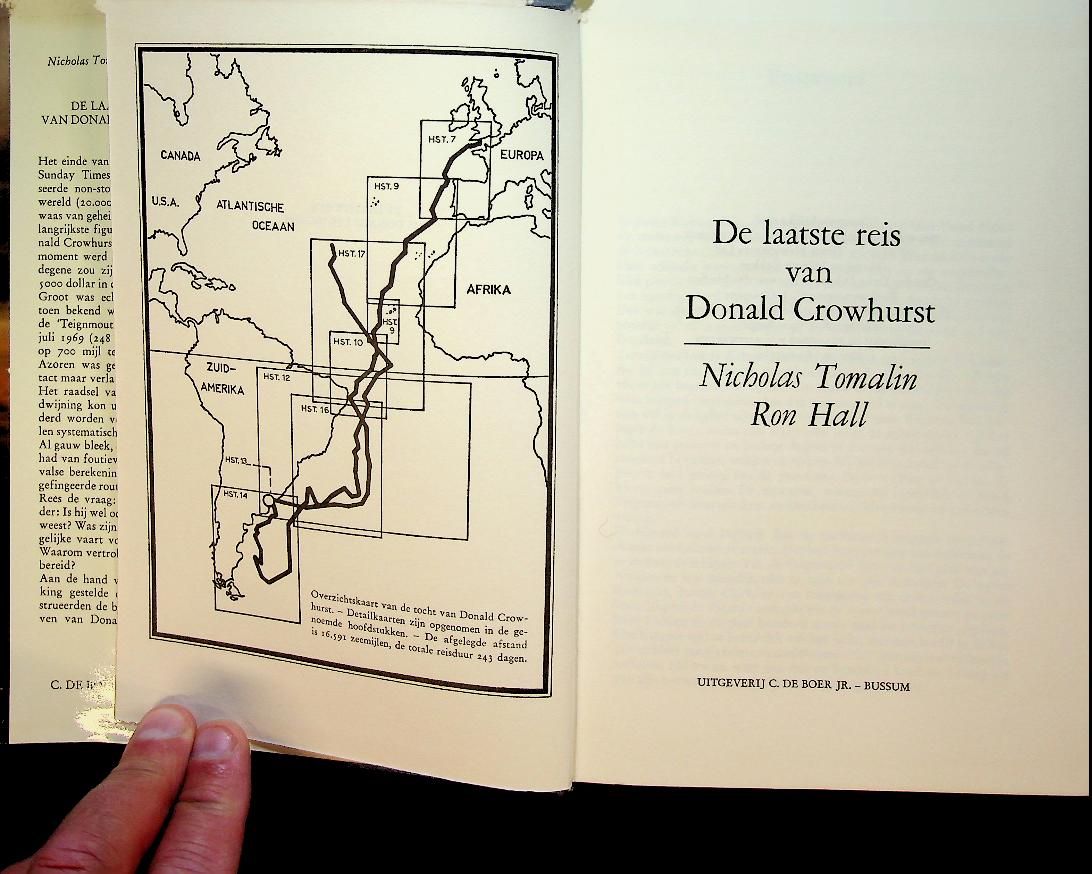 Nicholas
DE
VAN
Het einde van
Sunday Times
seerde non-sto
wereld (20.000
waas van gehei
langrijkste figu
nald Crowhurs
moment werd
degene zou zij
5000 dollar in
Groot was
toen bekend w
de 'Teignmout
juli 1969 (248
op 700 mijl te
Azoren was ge
tact maar verla
Het raadsel va
dwijning kon u
derd worden v
len systematisch
Al gauw bleek,
had van foutiev
valse berekenin
gefingeerde rout
Rees de vraag:
der: Is hij wel
weest? Was zijn
gelijke vaart vo
Waarom vertrok
bereid?
Aan de hand v
king gestelde
strueerden de b
ven van Dona
C. DE
CANADA
U.S.A.
ATLANTISCHE
OCEAAN
HST. 7
EUROPA
HST. 9
HST. 17
AFRIKA
HST.
9
HST. 10
ZUID-
AMERIKA
HST. 12
HST. 16
HST. 13
HST. 14
Overzichtskaart van de tocht van Donald Crow-
hurst. – Detailkaarten zijn opgenomen in de ge-
noemde hoofdstukken. – De afgelegde afstand
is 16.591 zeemijlen, de totale reisduur 243 dagen.
De laatste reis
van
Donald Crowhurst
Nicholas Tomalin
Ron Hall
UITGEVERIJ C. DE BOER JR. – BUSSUM